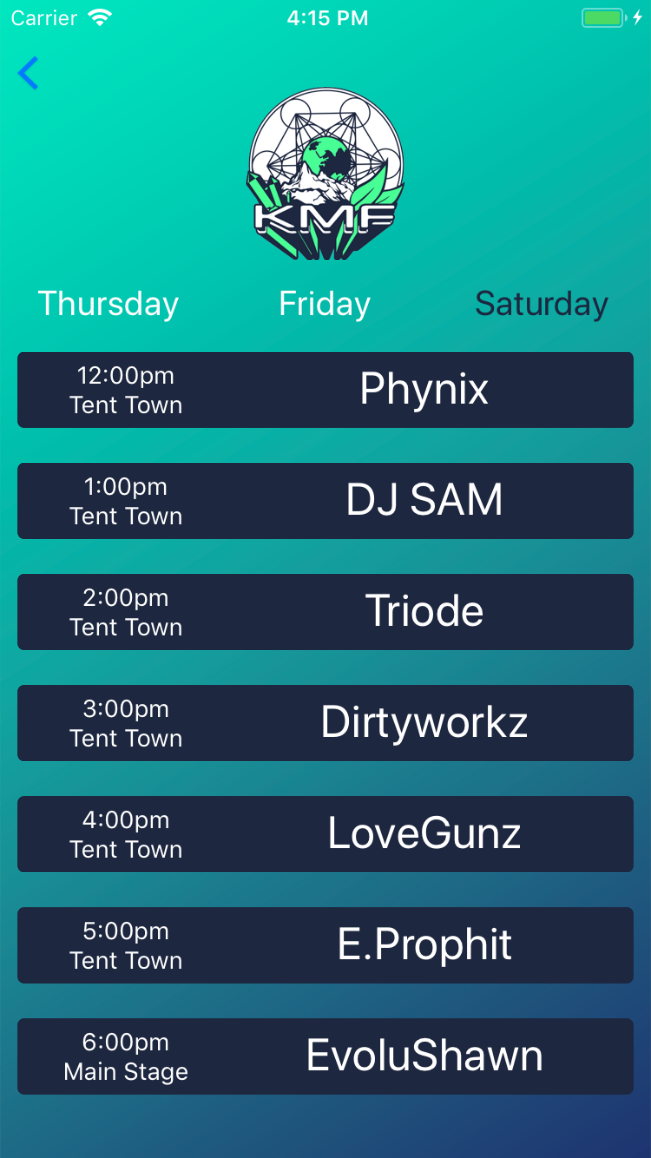 Carrier 4:15 PM
KMF
Thursday Friday Saturday
12:00pm
Tent Town
Phynix
1:00pm
Tent Town
DJ SAM
2:00pm
Tent Town
Triode
3:00pm
Tent Town
Dirtyworkz
4:00pm
Tent Town
LoveGunz
5:00pm
Tent Town
E.Prophit
6:00pm
Main Stage
EvoluShawn